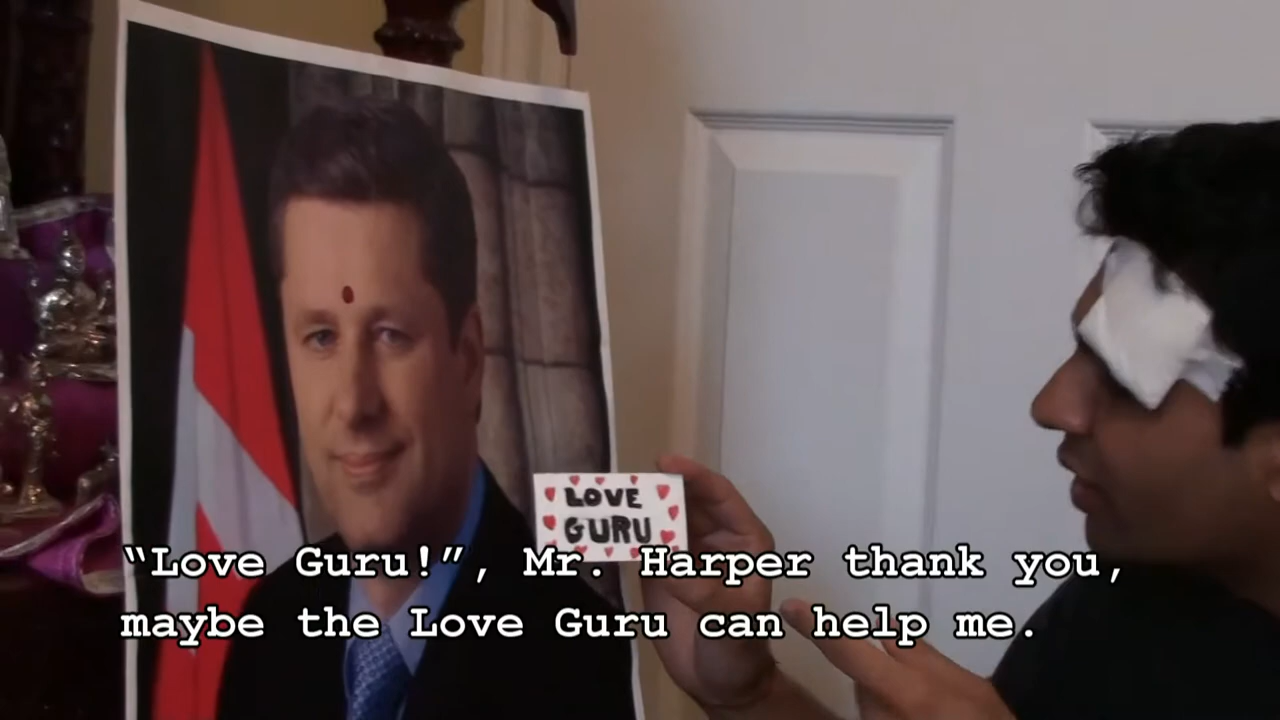 LOVE
GURU
“Love Guru!”, Mr. Harper thank you,
maybe the Love Guru can help me.